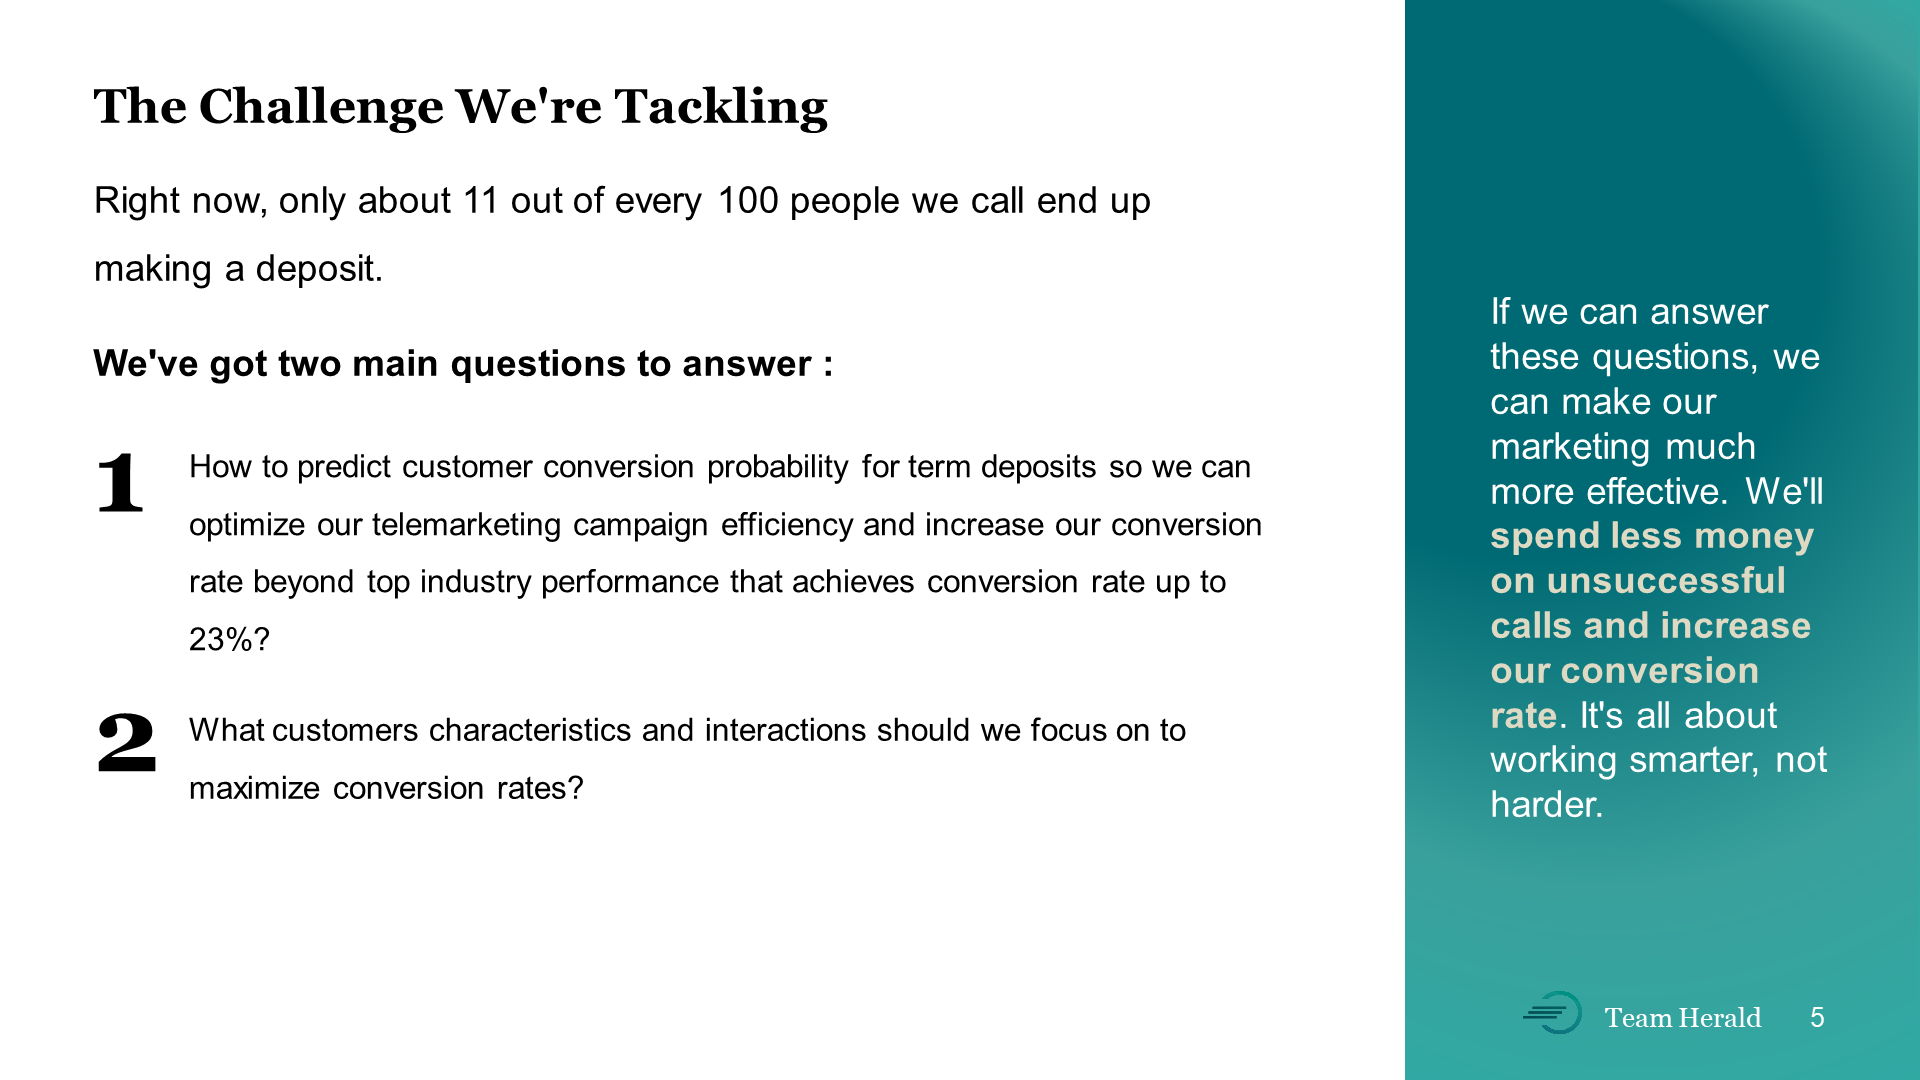 The Challenge We're Tackling
Right now, only about 11 out of every 100 people we call end up
making a deposit.
We've got two main questions to answer :
1
How to predict customer conversion probability for term deposits so we can
optimize our telemarketing campaign efficiency and increase our conversion
rate beyond top industry performance that achieves conversion rate up to
23%?
2
What customers characteristics and interactions should we focus on to
maximize conversion rates?
If we can answer
these questions, we
can make our
marketing much
more effective. We'll
spend less money
on unsuccessful
calls and increase
our conversion
rate. It's all about
working smarter, not
harder.
Team Herald
5